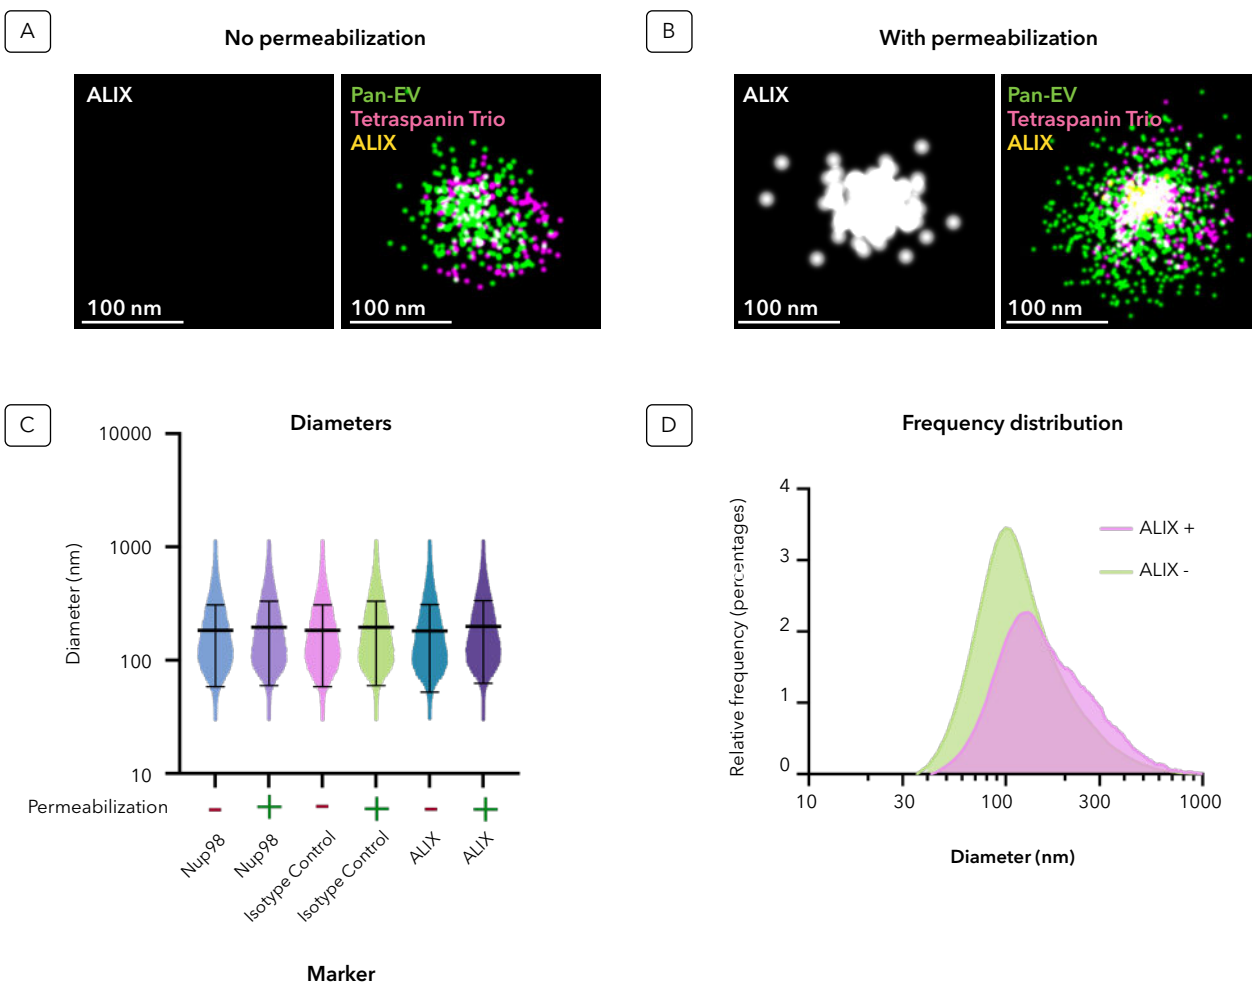 A
No permeabilization
ALIX
100 nm
Pan-EV
Tetraspanin Trio
ALIX
100 nm
B
With permeabilization
ALIX
100 nm
Pan-EV
Tetraspanin Trio
ALIX
100 nm
C
Diameters
Diameter (nm)
10000
1000
100
10
Permeabilization - + - + - +
Nup98
Nup98
Isotype Control
Isotype Control
ALIX
ALIX
Marker
D
Frequency distribution
Relative frequency (percentages)
4
3
2
1
0
ALIX +
ALIX -
10 30 100 300 1000
Diameter (nm)